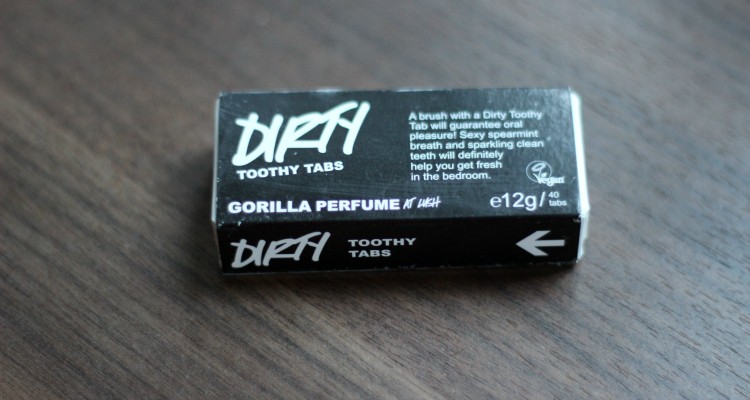 DIRTY
TOOTHY TABS
A brush with a Dirty Toothy
Tab will guarantee oral
pleasure! Sexy spearmint
breath and sparkling clean
teeth will definitely
help you get fresh
in the bedroom.
Vegan
GORILLA PERFUME AT LUSH
e12g/ 40
tabs
DIRTY
TOOTHY
TABS